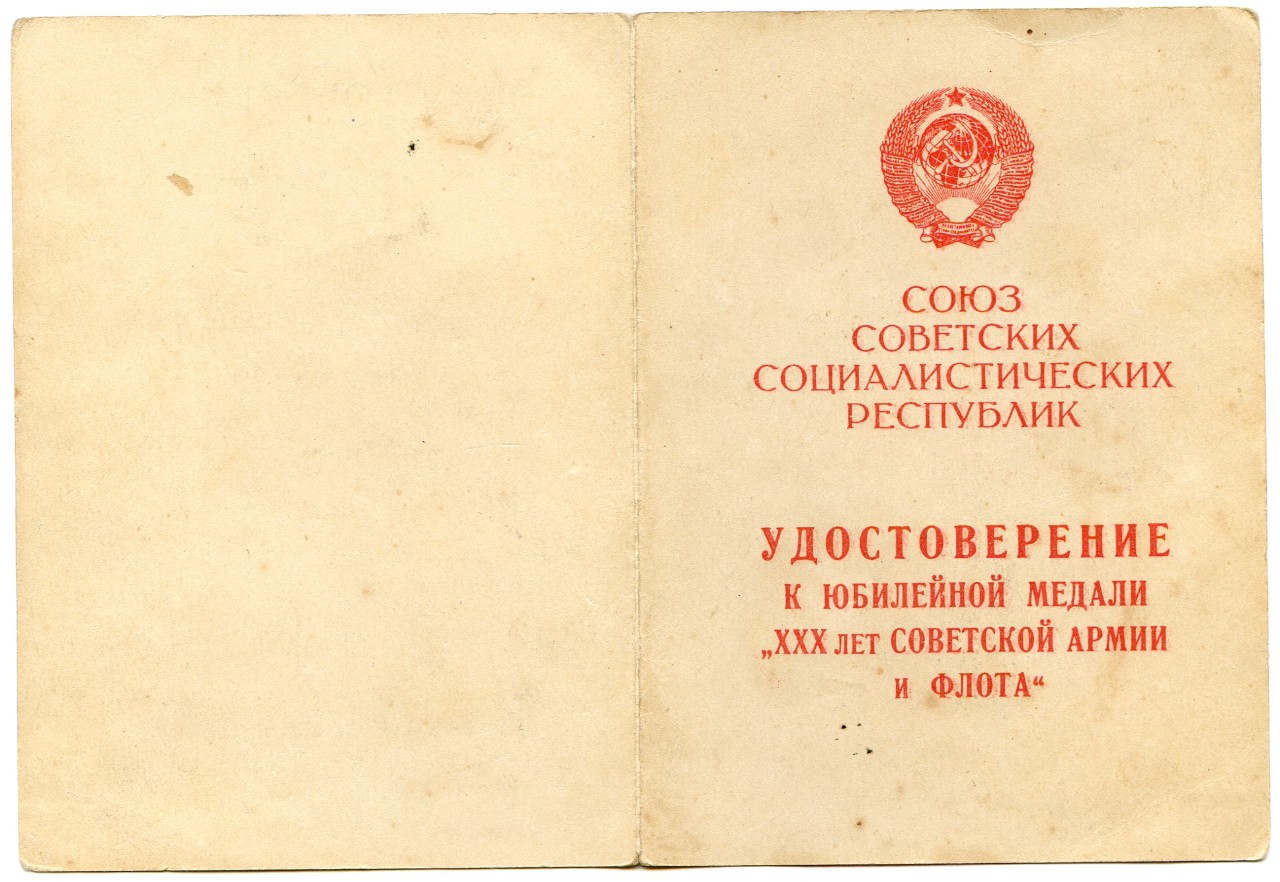 СОЮЗ
СОВЕТСКИХ
СОЦИАЛИСТИЧЕСКИХ
РЕСПУБЛИК
УДОСТОВЕРЕНИЕ
К ЮБИЛЕЙНОЙ МЕДАЛИ
„XXX лет СОВЕТСКОЙ АРМИИ
и ФЛОТА“